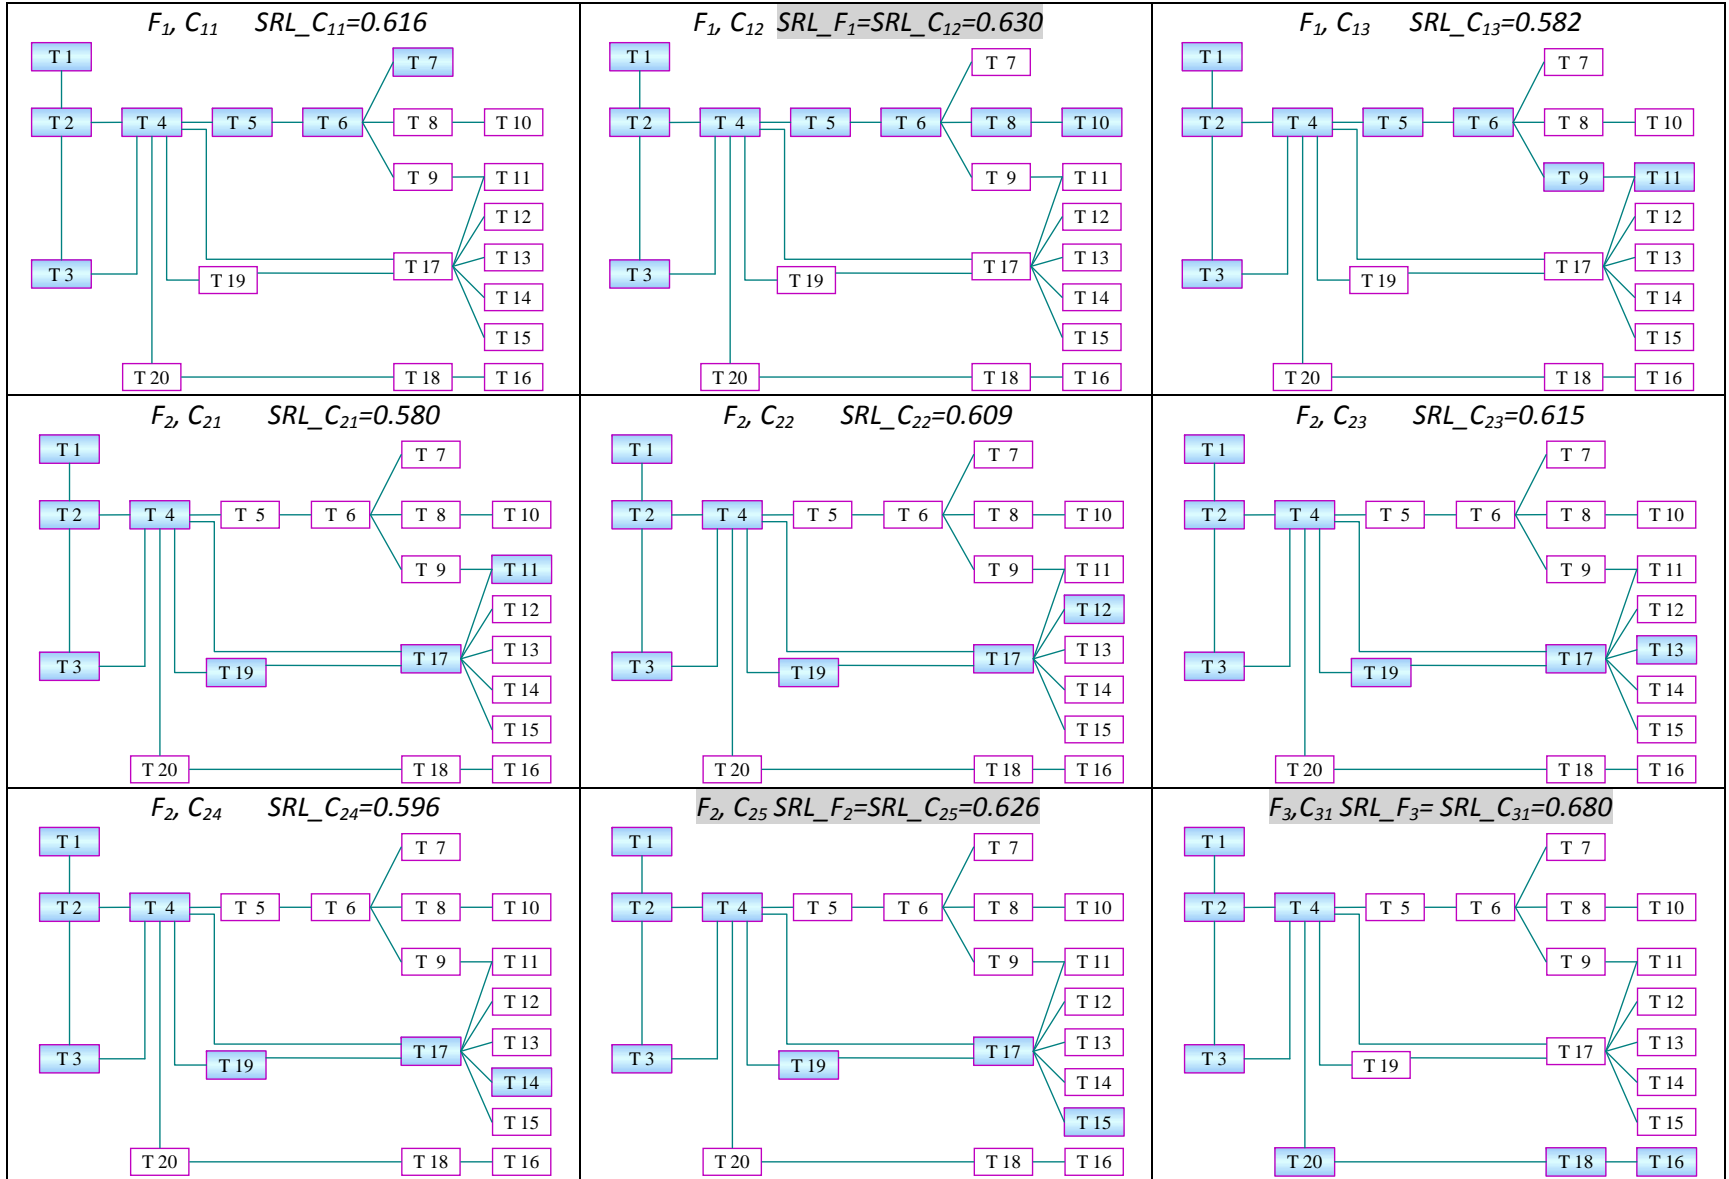 F1, C11 SRL_C11=0.616
T 1
T 7
T 2 T 4 T 5 T 6 T 8 T 10
T 9 T 11
T 12
T 3 T 19 T 17 T 13
T 14
T 15
T 20 T 18 T 16
F1, C12 SRL_F1=SRL_C12=0.630
T 1
T 7
T 2 T 4 T 5 T 6 T 8 T 10
T 9 T 11
T 12
T 3 T 19 T 17 T 13
T 14
T 15
T 20 T 18 T 16
F1, C13 SRL_C13=0.582
T 1
T 7
T 2 T 4 T 5 T 6 T 8 T 10
T 9 T 11
T 12
T 3 T 19 T 17 T 13
T 14
T 15
T 20 T 18 T 16
F2, C21 SRL_C21=0.580
T 1
T 7
T 2 T 4 T 5 T 6 T 8 T 10
T 9 T 11
T 12
T 3 T 19 T 17 T 13
T 14
T 15
T 20 T 18 T 16
F2, C22 SRL_C22=0.609
T 1
T 7
T 2 T 4 T 5 T 6 T 8 T 10
T 9 T 11
T 12
T 3 T 19 T 17 T 13
T 14
T 15
T 20 T 18 T 16
F2, C23 SRL_C23=0.615
T 1
T 7
T 2 T 4 T 5 T 6 T 8 T 10
T 9 T 11
T 12
T 3 T 19 T 17 T 13
T 14
T 15
T 20 T 18 T 16
F2, C24 SRL_C24=0.596
T 1
T 7
T 2 T 4 T 5 T 6 T 8 T 10
T 9 T 11
T 12
T 3 T 19 T 17 T 13
T 14
T 15
T 20 T 18 T 16
F2, C25 SRL_F2=SRL_C25=0.626
T 1
T 7
T 2 T 4 T 5 T 6 T 8 T 10
T 9 T 11
T 12
T 3 T 19 T 17 T 13
T 14
T 15
T 20 T 18 T 16
F3,C31 SRL_F3= SRL_C31=0.680
T 1
T 7
T 2 T 4 T 5 T 6 T 8 T 10
T 9 T 11
T 12
T 3 T 19 T 17 T 13
T 14
T 15
T 20 T 18 T 16